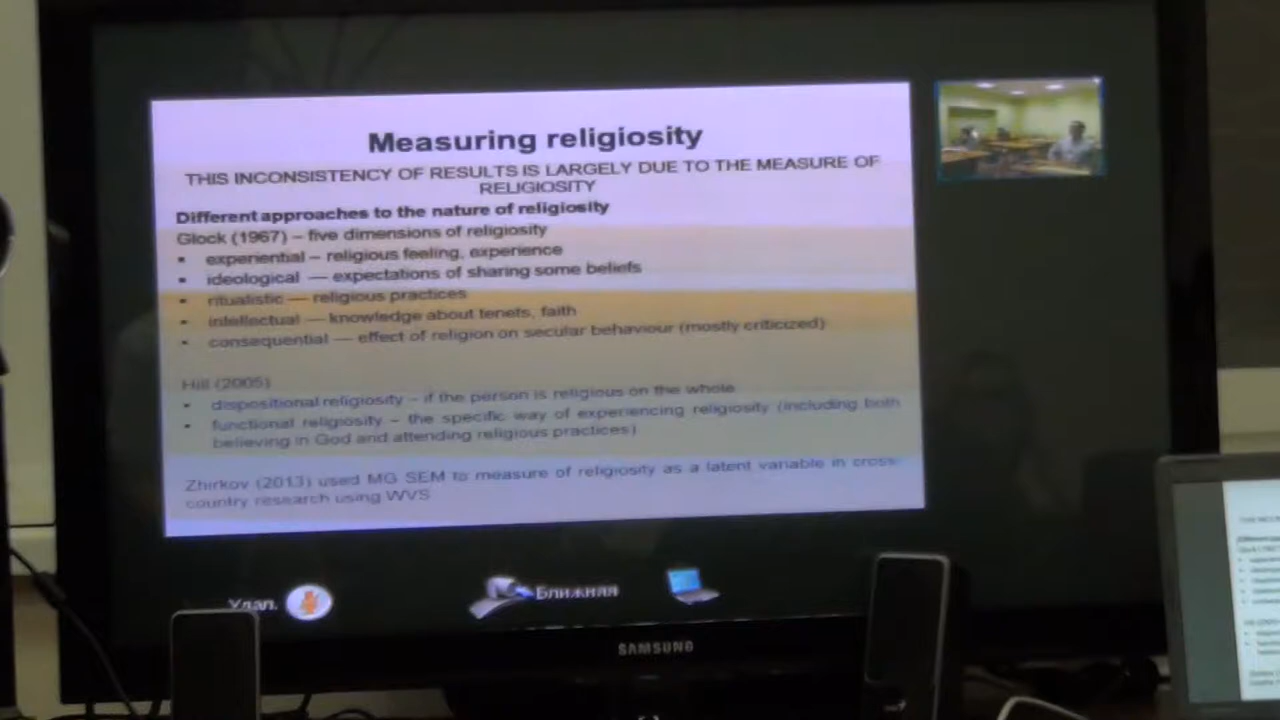 Measuring religiosity
THIS INCONSISTENCY OF RESULTS IS LARGELY DUE TO THE MEASURE OF
RELIGIOSITY
Different approaches to the nature of religiosity
Glock (1967) – five dimensions of religiosity
▪ experiential – religious feeling, experience
▪ ideological — expectations of sharing some beliefs
▪ ritualistic — religious practices
▪ intellectual — knowledge about tenets, faith
▪ consequential — effect of religion on secular behaviour (mostly criticized)
Hill (2005)
▪ dispositional religiosity – if the person is religious on the whole
▪ functional religiosity – the specific way of experiencing religiosity (including both
believing in God and attending religious practices)
Zhirkov (2013) used MG SEM to measure of religiosity as a latent variable in cross-
country research using WVS
Удал.
Ближняя
SAMSUNG